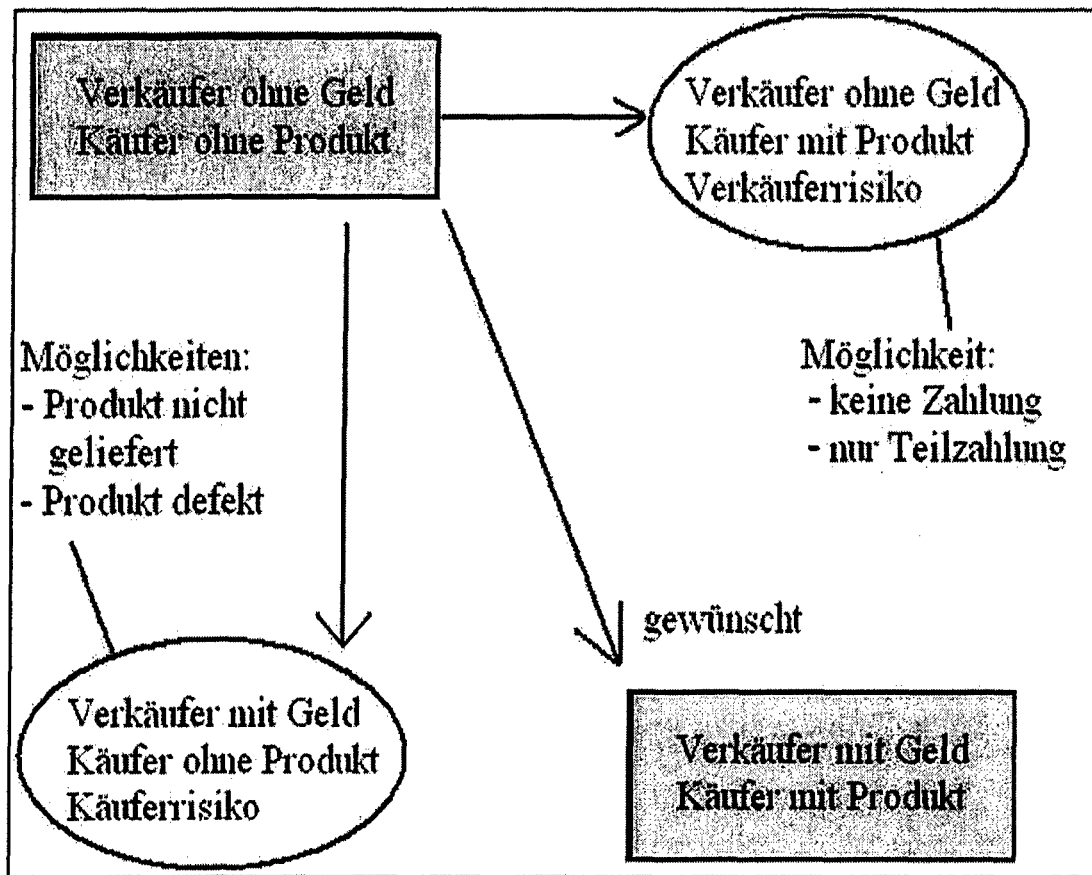 Verkäufer ohne Geld
Käufer ohne Produkt
Verkäufer ohne Geld
Käufer mit Produkt
Verkäuferrisiko
Möglichkeiten:
- Produkt nicht
geliefert
- Produkt defekt
Möglichkeit:
- keine Zahlung
- nur Teilzahlung
gewünscht
Verkäufer mit Geld
Käufer ohne Produkt
Käuferrisiko
Verkäufer mit Geld
Käufer mit Produkt